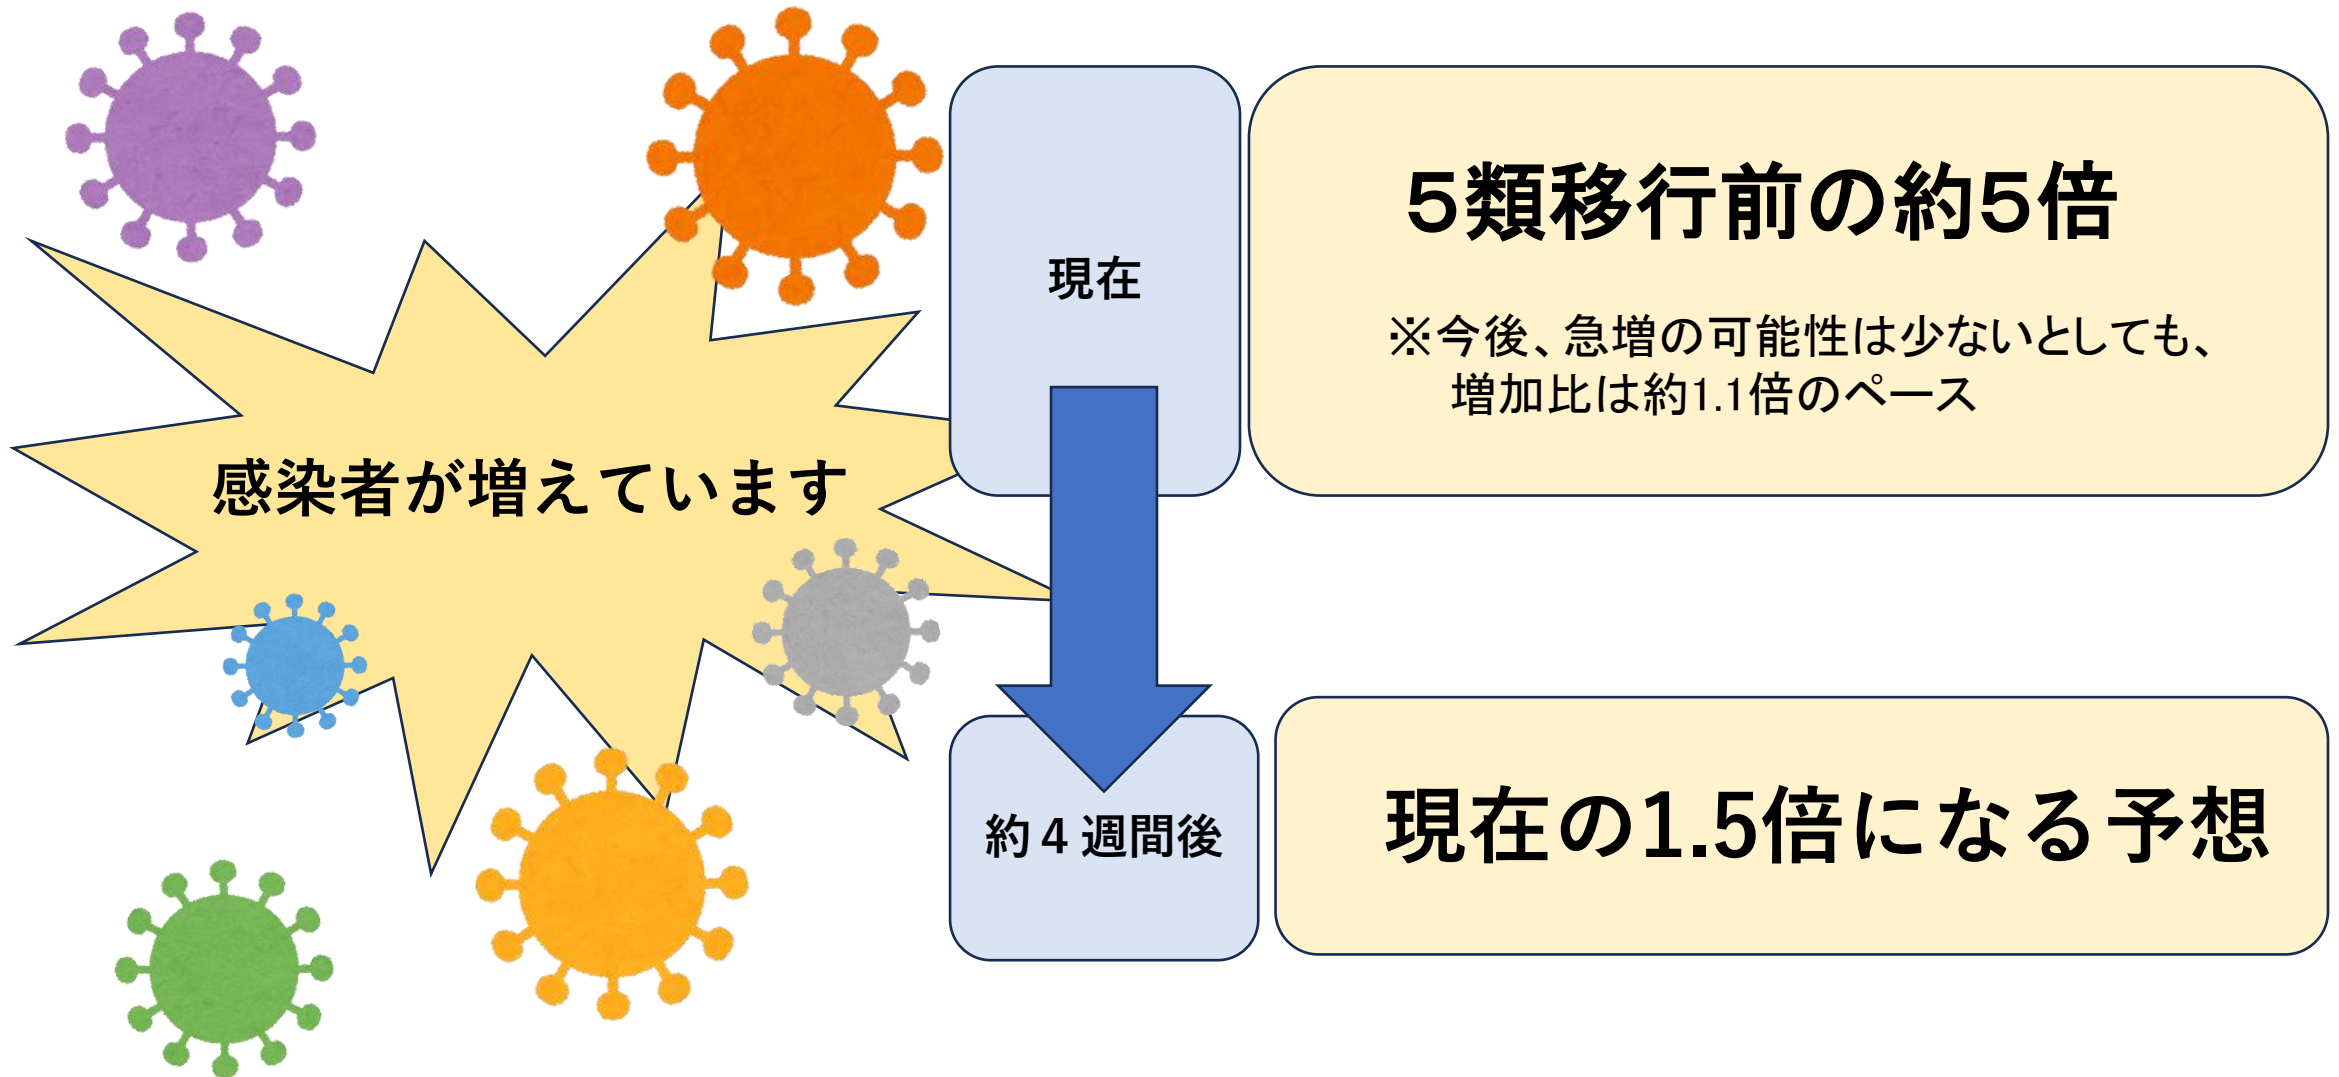 感染者が増えています
現在
5類移行前の約5倍
※今後、急増の可能性は少ないとしても、
増加比は約1.1倍のペース
約４週間後
現在の1.5倍になる予想